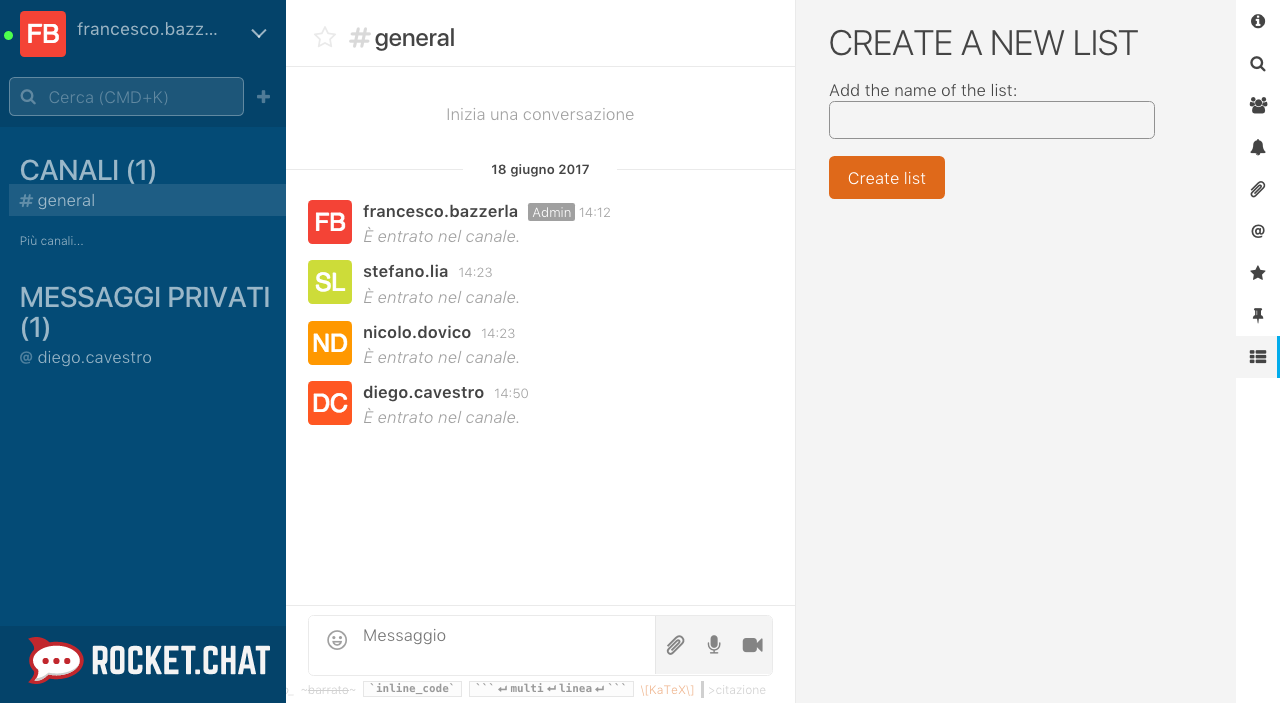 FB
francesco.bazz...
Cerca (CMD+K)
CANALI (1)
# general
Più canali...
MESSAGGI PRIVATI
(1)
@ diego.cavestro
ROCKET.CHAT
#general
Inizia una conversazione
18 giugno 2017
FB
francesco.bazzerla Admin 14:12
È entrato nel canale.
SL
stefano.lia 14:23
È entrato nel canale.
ND
nicolo.dovico 14:23
È entrato nel canale.
DC
diego.cavestro 14:50
È entrato nel canale.
Messaggio
~barrato~ `inline_code` ```↵multi↵linea↵``` \[KaTeX\] >citazione
CREATE A NEW LIST
Add the name of the list:
Create list